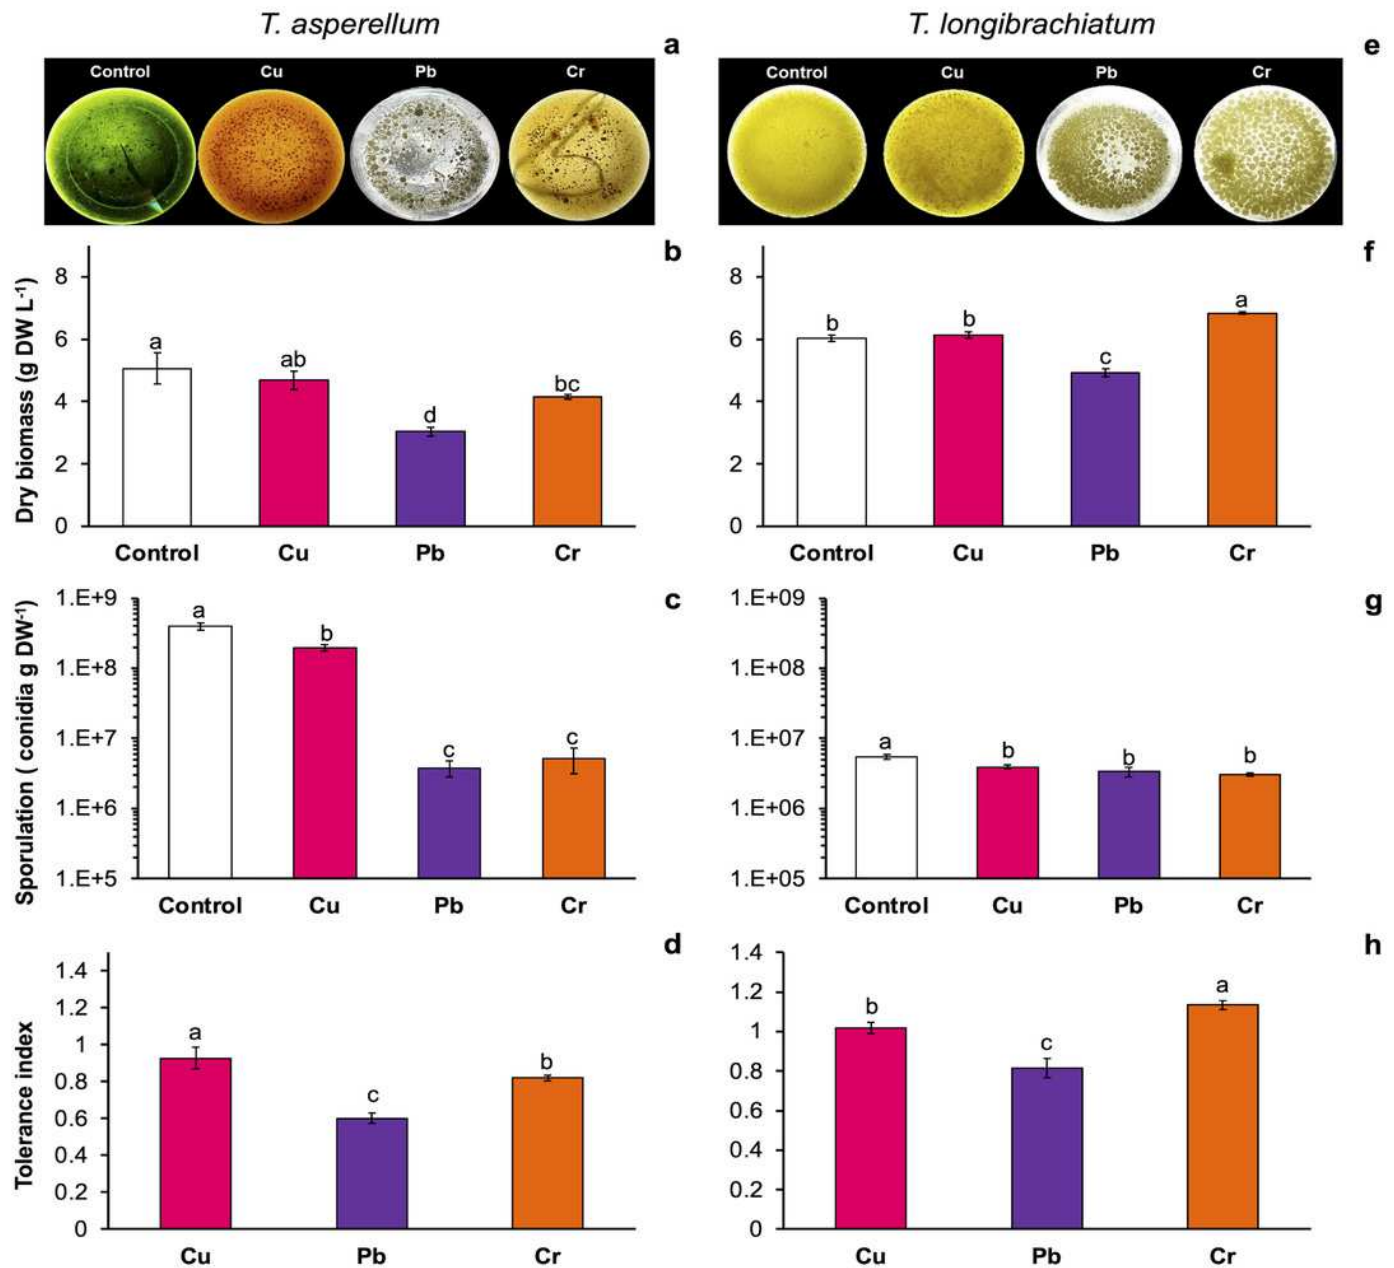 T. asperellum
T. longibrachiatum
a
e
Control Cu Pb Cr
Control Cu Pb Cr
b
Dry biomass (g DW L-1)
8
6
4
2
0
a
ab
d
bc
Control Cu Pb Cr
f
8
6
4
2
0
b
b
c
a
Control Cu Pb Cr
c
Sporulation ( conidia g DW-1)
1.E+9
1.E+8
1.E+7
1.E+6
1.E+5
a
b
c
c
Control Cu Pb Cr
g
1.E+09
1.E+08
1.E+07
1.E+06
1.E+05
a
b
b
b
Control Cu Pb Cr
d
Tolerance index
1.4
1.2
1
0.8
0.6
0.4
0.2
0
a
c
b
Cu Pb Cr
h
1.4
1.2
1
0.8
0.6
0.4
0.2
0
b
c
a
Cu Pb Cr